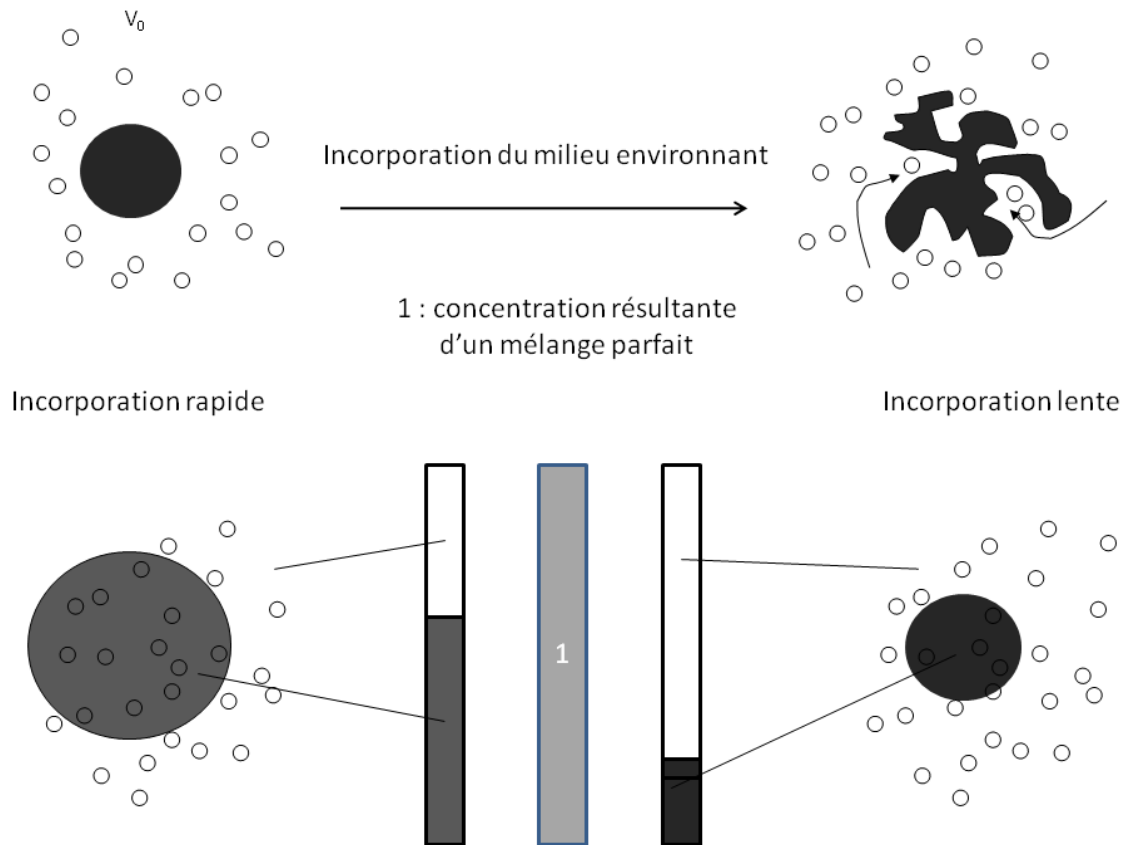 V₀
Incorporation du milieu environnant
1 : concentration résultante
d'un mélange parfait
Incorporation rapide
Incorporation lente
1